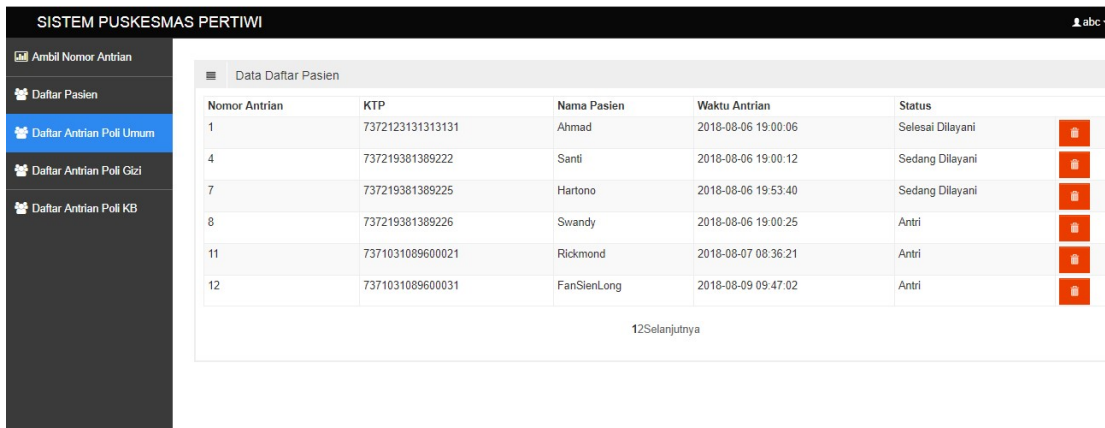 SISTEM PUSKESMAS PERTIWI abc
Ambil Nomor Antrian
Daftar Pasien
Daftar Antrian Poli Umum
Daftar Antrian Poli Gizi
Daftar Antrian Poli KB
Data Daftar Pasien
Nomor Antrian KTP Nama Pasien Waktu Antrian Status
1 7372123131313131 Ahmad 2018-08-06 19:00:06 Selesai Dilayani
4 737219381389222 Santi 2018-08-06 19:00:12 Sedang Dilayani
7 737219381389225 Hartono 2018-08-06 19:53:40 Sedang Dilayani
8 737219381389226 Swandy 2018-08-06 19:00:25 Antri
11 7371031089600021 Rickmond 2018-08-07 08:36:21 Antri
12 7371031089600031 FanSienLong 2018-08-09 09:47:02 Antri
12Selanjutnya